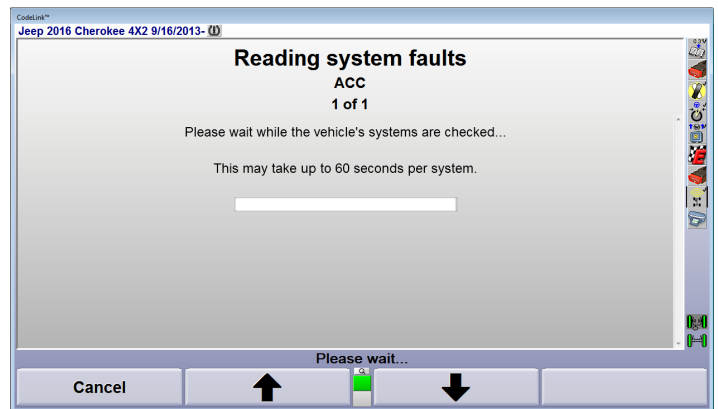 CodeLink™
Jeep 2016 Cherokee 4X2 9/16/2013-
Reading system faults
ACC
1 of 1
Please wait while the vehicle's systems are checked...
This may take up to 60 seconds per system.
Please wait...
Cancel